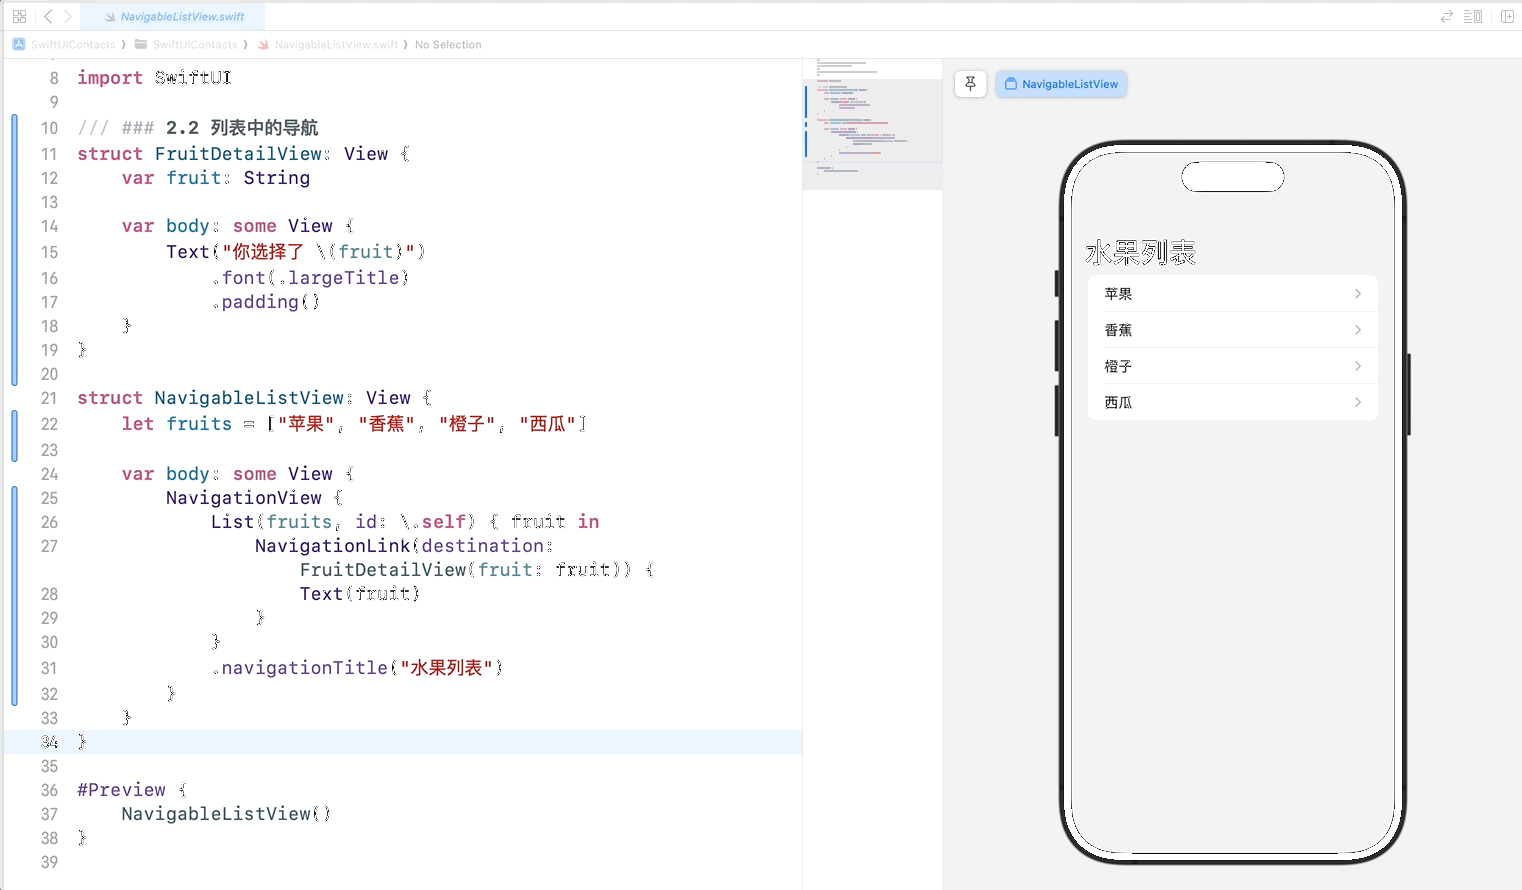 NavigableListView.swift
SwiftUIContacts 》 SwiftUIContacts 》 NavigableListView.swift 》 No Selection
8 import SwiftUI
9
10 /// ### 2.2 列表中的导航
11 struct FruitDetailView: View {
12 var fruit: String
13
14 var body: some View {
15 Text("你选择了 \(fruit)")
16 .font(.largeTitle)
17 .padding()
18 }
19 }
20
21 struct NavigableListView: View {
22 let fruits = ["苹果", "香蕉", "橙子", "西瓜"]
23
24 var body: some View {
25 NavigationView {
26 List(fruits, id: \.self) { fruit in
27 NavigationLink(destination:
FruitDetailView(fruit: fruit)) {
28 Text(fruit)
29 }
30 }
31 .navigationTitle("水果列表")
32 }
33 }
34 }
35
36 #Preview {
37 NavigableListView()
38 }
39
NavigableListView
水果列表
苹果
香蕉
橙子
西瓜